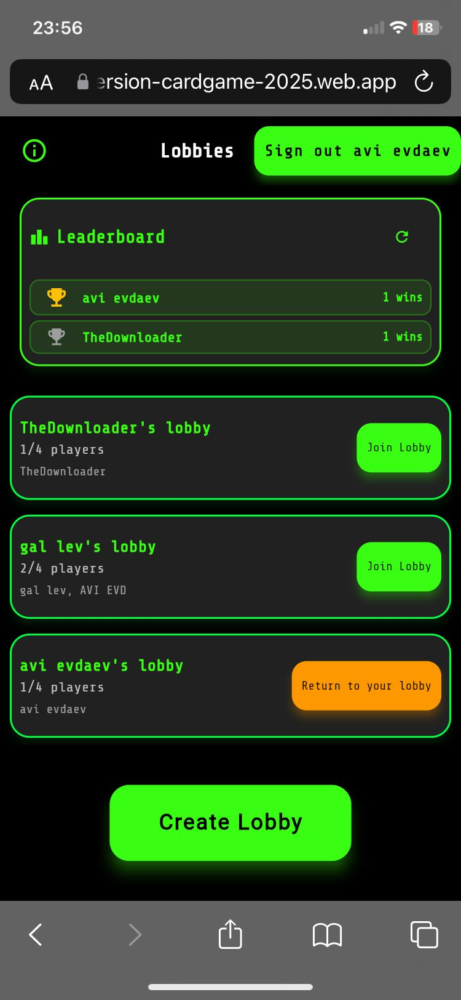 23:56
18
AA ersion-cardgame-2025.web.app
Lobbies
Sign out avi evdaev
Leaderboard
avi evdaev 1 wins
TheDownloader 1 wins
TheDownloader's lobby
1/4 players
TheDownloader
Join Lobby
gal lev's lobby
2/4 players
gal lev, AVI EVD
Join Lobby
avi evdaev's lobby
1/4 players
avi evdaev
Return to your lobby
Create Lobby